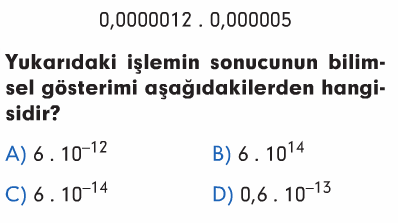 0,0000012 . 0,000005
Yukarıdaki işlemin sonucunun bilim-
sel gösterimi aşağıdakilerden hangi-
sidir?
A) 6 . 10⁻¹² B) 6 . 10¹⁴
C) 6 . 10⁻¹⁴ D) 0,6 . 10⁻¹³